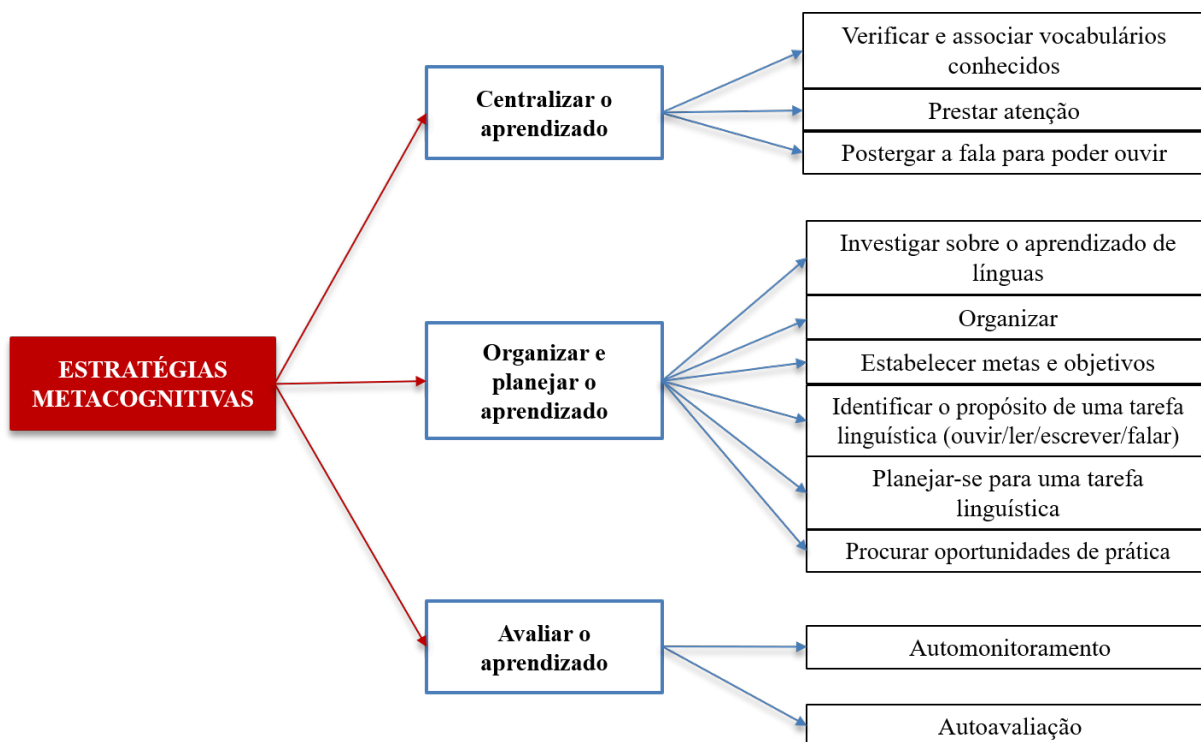 ESTRATÉGIAS
METACOGNITIVAS
Centralizar o
aprendizado
Verificar e associar vocabulários
conhecidos
Prestar atenção
Postergar a fala para poder ouvir
Organizar e
planejar o
aprendizado
Investigar sobre o aprendizado de
línguas
Organizar
Estabelecer metas e objetivos
Identificar o propósito de uma tarefa
linguística (ouvir/ler/escrever/falar)
Planejar-se para uma tarefa
linguística
Procurar oportunidades de prática
Avaliar o
aprendizado
Automonitoramento
Autoavaliação